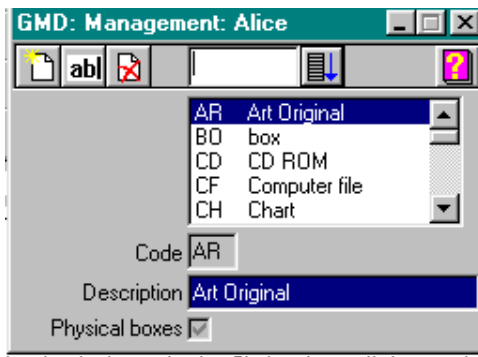 GMD: Management: Alice
abl
?
AR Art Original
BO box
CD CD ROM
CF Computer file
CH Chart
Code AR
Description Art Original
Physical boxes